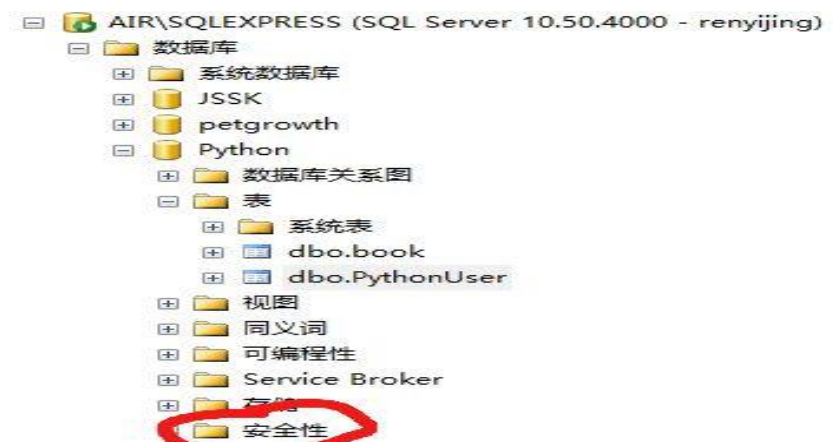 AIR\SQLEXPRESS (SQL Server 10.50.4000 - renyijing)
数据库
系统数据库
JSSK
petgrowth
Python
数据库关系图
表
系统表
dbo.book
dbo.PythonUser
视图
同义词
可编程性
Service Broker
存储
安全性